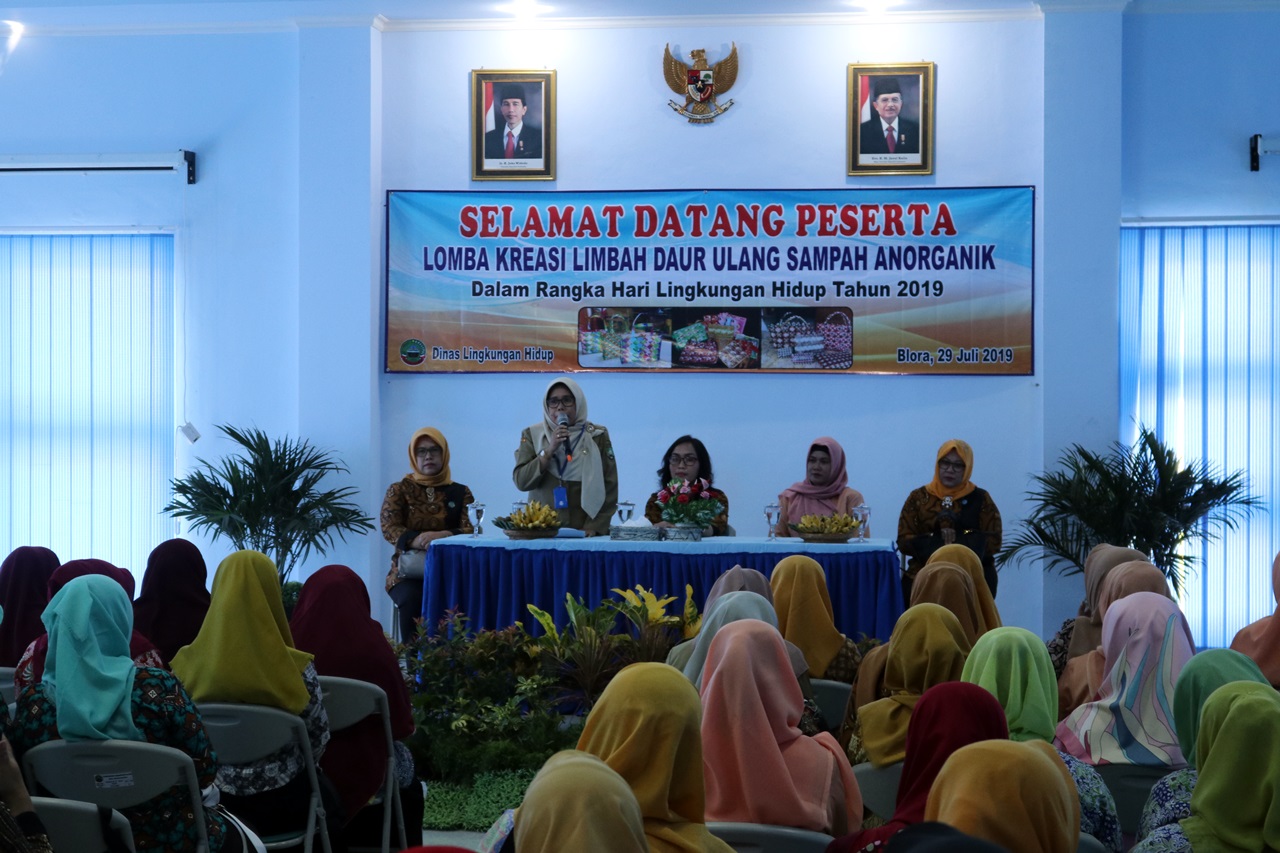 SELAMAT DATANG PESERTA
LOMBA KREASI LIMBAH DAUR ULANG SAMPAH ANORGANIK
Dalam Rangka Hari Lingkungan Hidup Tahun 2019
Dinas Lingkungan Hidup
Blora, 29 Juli 2019